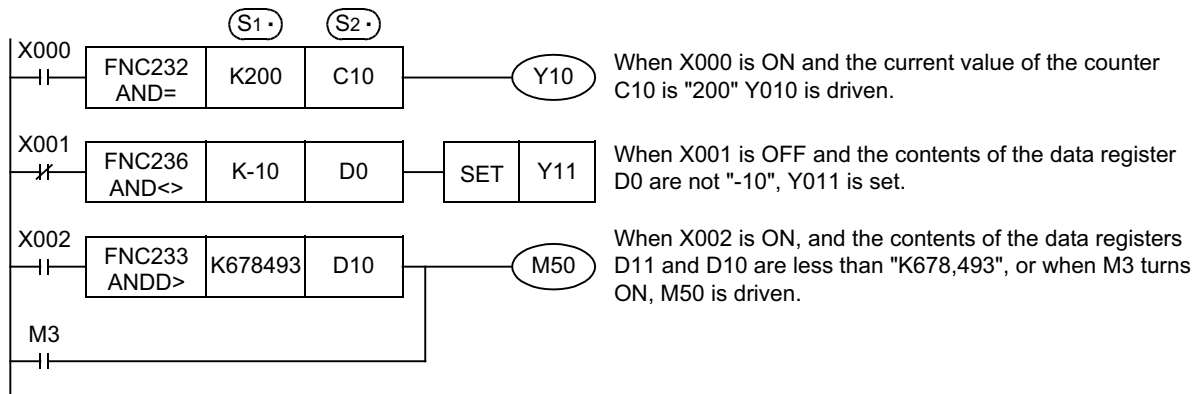 S1· S2·
X000
FNC232 AND= K200 C10 Y10
When X000 is ON and the current value of the counter
C10 is "200" Y010 is driven.
X001
FNC236 AND<> K-10 D0 SET Y11
When X001 is OFF and the contents of the data register
D0 are not "-10", Y011 is set.
X002
FNC233 ANDD> K678493 D10 M50
When X002 is ON, and the contents of the data registers
D11 and D10 are less than "K678,493", or when M3 turns
ON, M50 is driven.
M3